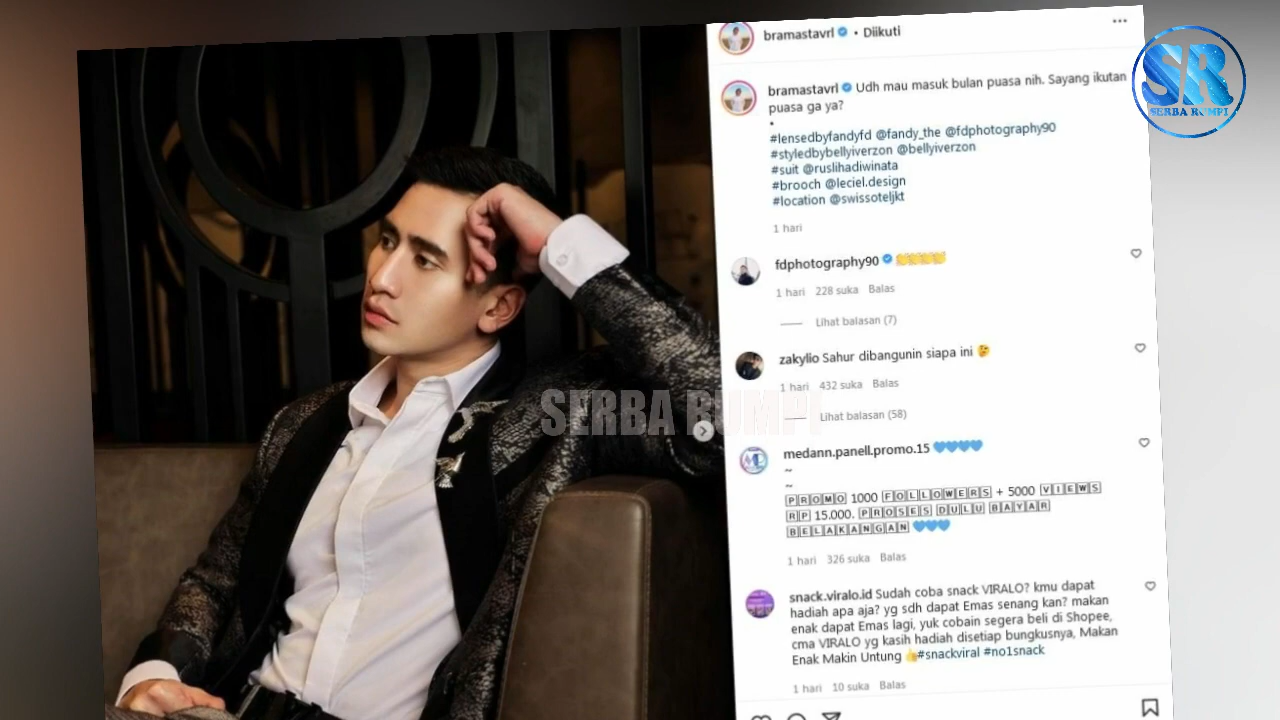 bramastavrl • Diikuti
SR
SERBA RUMPI
bramastavrl Udh mau masuk bulan puasa nih. Sayang ikutan
puasa ga ya?
•
#lensedbyfandyfd @fandy_the @fdphotography90
#styledbybellyiverzon @bellyiverzon
#suit @ruslihadiwinata
#brooch @leciel.design
#location @swissoteljkt
1 hari
fdphotography90
1 hari 228 suka Balas
Lihat balasan (7)
zakylio Sahur dibangunin siapa ini 🤔
1 hari 432 suka Balas
Lihat balasan (58)
SERBA RUMPI
medann.panell.promo.15 💙💙💙💙
~
~
PROMO 1000 FOLLOWERS + 5000 VIEWS
RP 15.000. PROSES DULU BAYAR
BELAKANGAN 💙💙💙
1 hari 326 suka Balas
snack.viralo.id Sudah coba snack VIRALO? kmu dapat
hadiah apa aja? yg sdh dapat Emas senang kan? makan
enak dapat Emas lagi, yuk cobain segera beli di Shopee,
cma VIRALO yg kasih hadiah disetiap bungkusnya, Makan
Enak Makin Untung 👍#snackviral #no1snack
1 hari 10 suka Balas